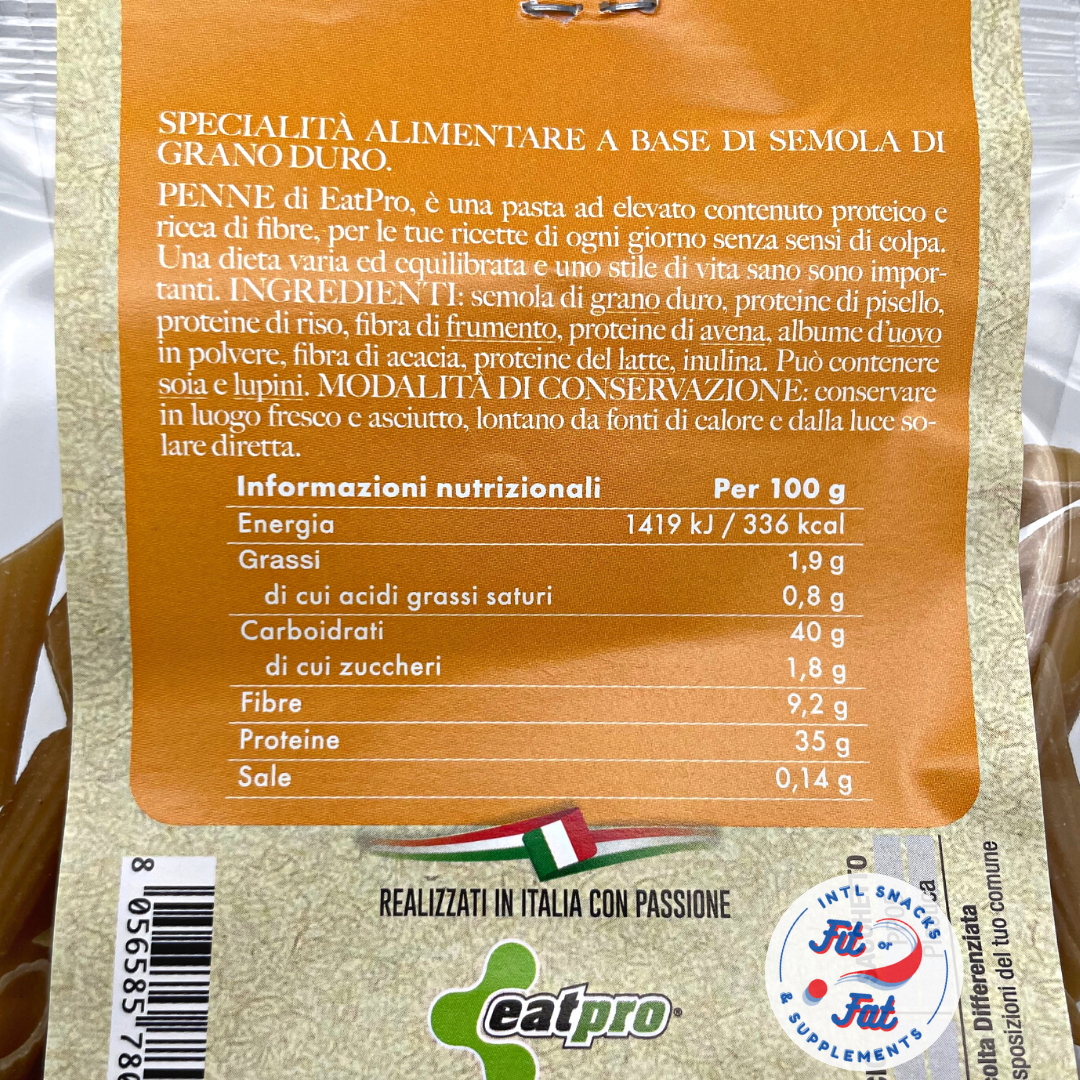 SPECIALITÀ ALIMENTARE A BASE DI SEMOLA DI
GRANO DURO.
PENNE di EatPro, è una pasta ad elevato contenuto proteico e
ricca di fibre, per le tue ricette di ogni giorno senza sensi di colpa.
Una dieta varia ed equilibrata e uno stile di vita sano sono impor-
tanti. INGREDIENTI: semola di grano duro, proteine di pisello,
proteine di riso, fibra di frumento, proteine di avena, albume d'uovo
in polvere, fibra di acacia, proteine del latte, inulina. Può contenere
soia e lupini. MODALITÀ DI CONSERVAZIONE: conservare
in luogo fresco e asciutto, lontano da fonti di calore e dalla luce so-
lare diretta.
Informazioni nutrizionali Per 100 g
Energia 1419 kJ / 336 kcal
Grassi 1,9 g
di cui acidi grassi saturi 0,8 g
Carboidrati 40 g
di cui zuccheri 1,8 g
Fibre 9,2 g
Proteine 35 g
Sale 0,14 g
REALIZZATI IN ITALIA CON PASSIONE
eatpro®
8 056585 78
INTL SNACKS
Fit or Fat
& SUPPLEMENTS
olta Differenziata
sposizioni del tuo comune